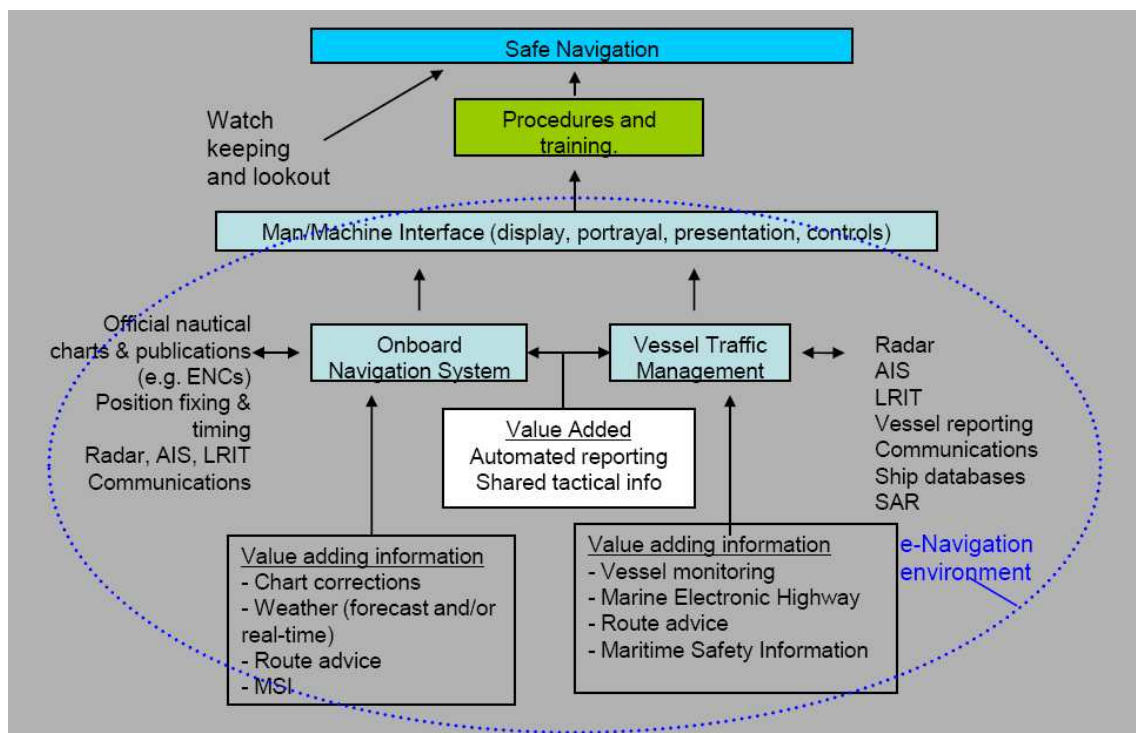 Safe Navigation
Procedures and
training.
Watch
keeping
and lookout
Man/Machine Interface (display, portrayal, presentation, controls)
Official nautical
charts & publications
(e.g. ENCs)
Position fixing &
timing
Radar, AIS, LRIT
Communications
Onboard
Navigation System
Vessel Traffic
Management
Radar
AIS
LRIT
Vessel reporting
Communications
Ship databases
SAR
Value Added
Automated reporting
Shared tactical info
Value adding information
- Chart corrections
- Weather (forecast and/or
real-time)
- Route advice
- MSI
Value adding information
- Vessel monitoring
- Marine Electronic Highway
- Route advice
- Maritime Safety Information
e-Navigation
environment